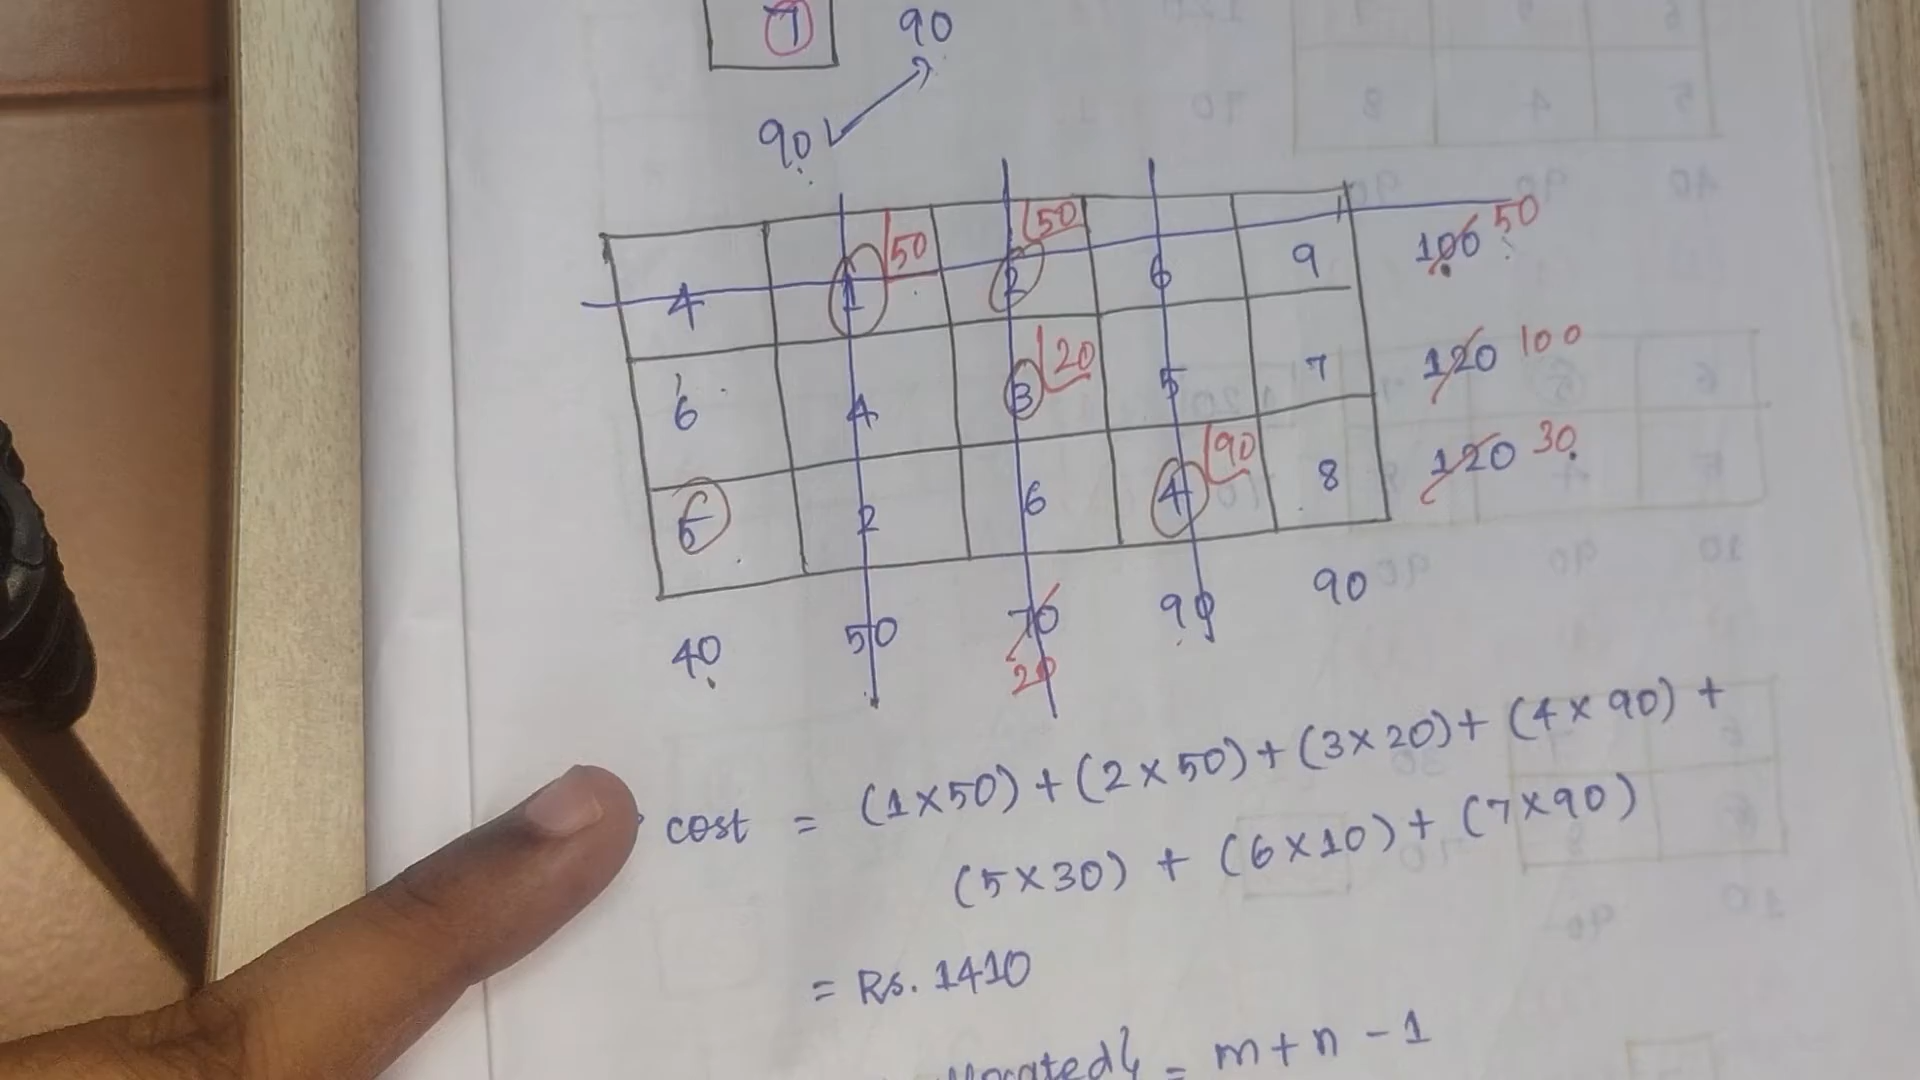 7 90
90
50 50
4 1 2 6 9 100 50
20
6 4 3 5 7 120 100
90
5 2 6 4 8 120 30
40 50 70 90 90
20
cost = (1×50) + (2×50) + (3×20) + (4×90) +
(5×30) + (6×10) + (7×90)
= Rs. 1410
= m+n-1